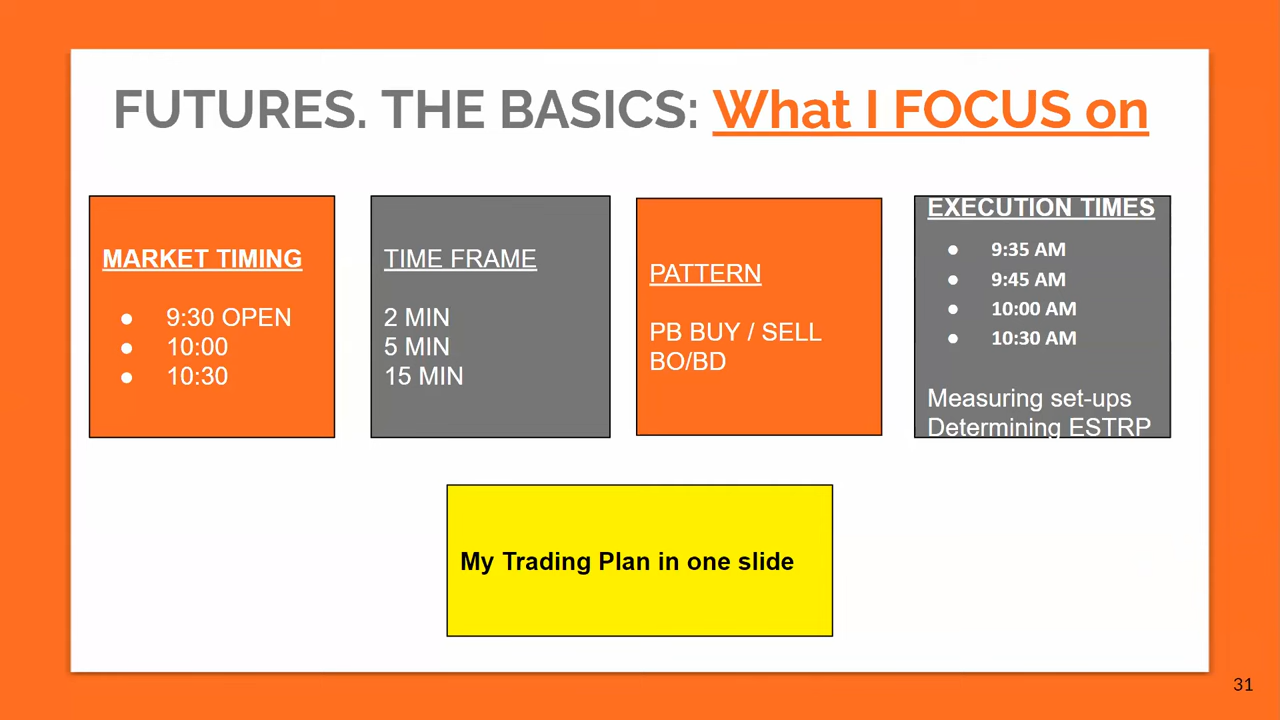 FUTURES. THE BASICS: What I FOCUS on
MARKET TIMING
● 9:30 OPEN
● 10:00
● 10:30
TIME FRAME
2 MIN
5 MIN
15 MIN
PATTERN
PB BUY / SELL
BO/BD
EXECUTION TIMES
● 9:35 AM
● 9:45 AM
● 10:00 AM
● 10:30 AM
Measuring set-ups
Determining ESTRP
My Trading Plan in one slide
31